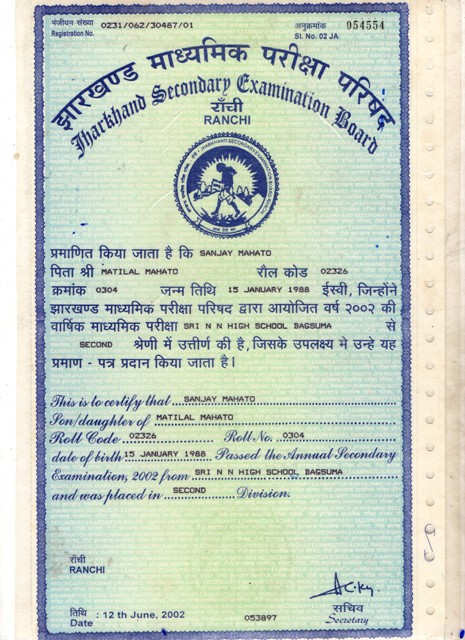 पंजीयन संख्या 0231/062/30487/01 अनुक्रमांक 054554
Registration No. Sl. No. 02 JA
झारखण्ड माध्यमिक परीक्षा परिषद
Jharkhand Secondary Examination Board
राँची
RANCHI
प्रमाणित किया जाता है कि SANJAY MAHATO
पिता श्री MATILAL MAHATO रौल कोड 02326
क्रमांक 0304 जन्म तिथि 15 JANUARY 1988 ईस्वी, जिन्होंने
झारखण्ड माध्यमिक परीक्षा परिषद द्वारा आयोजित वर्ष २००२ की
वार्षिक माध्यमिक परीक्षा SRI N N HIGH SCHOOL BAGSUMA से
SECOND श्रेणी में उत्तीर्ण की है, जिसके उपलक्ष्य मे उन्हे यह
प्रमाण - पत्र प्रदान किया जाता है।
This is to certify that SANJAY MAHATO
Son/daughter of MATILAL MAHATO
Roll Code 02326 Roll No. 0304
date of birth 15 JANUARY 1988 Passed the Annual Secondary
Examination, 2002 from SRI N N HIGH SCHOOL BAGSUMA
and was placed in SECOND Division.
राँची
RANCHI
तिथि : 12 th June, 2002
Date
053897
सचिव
Secretary